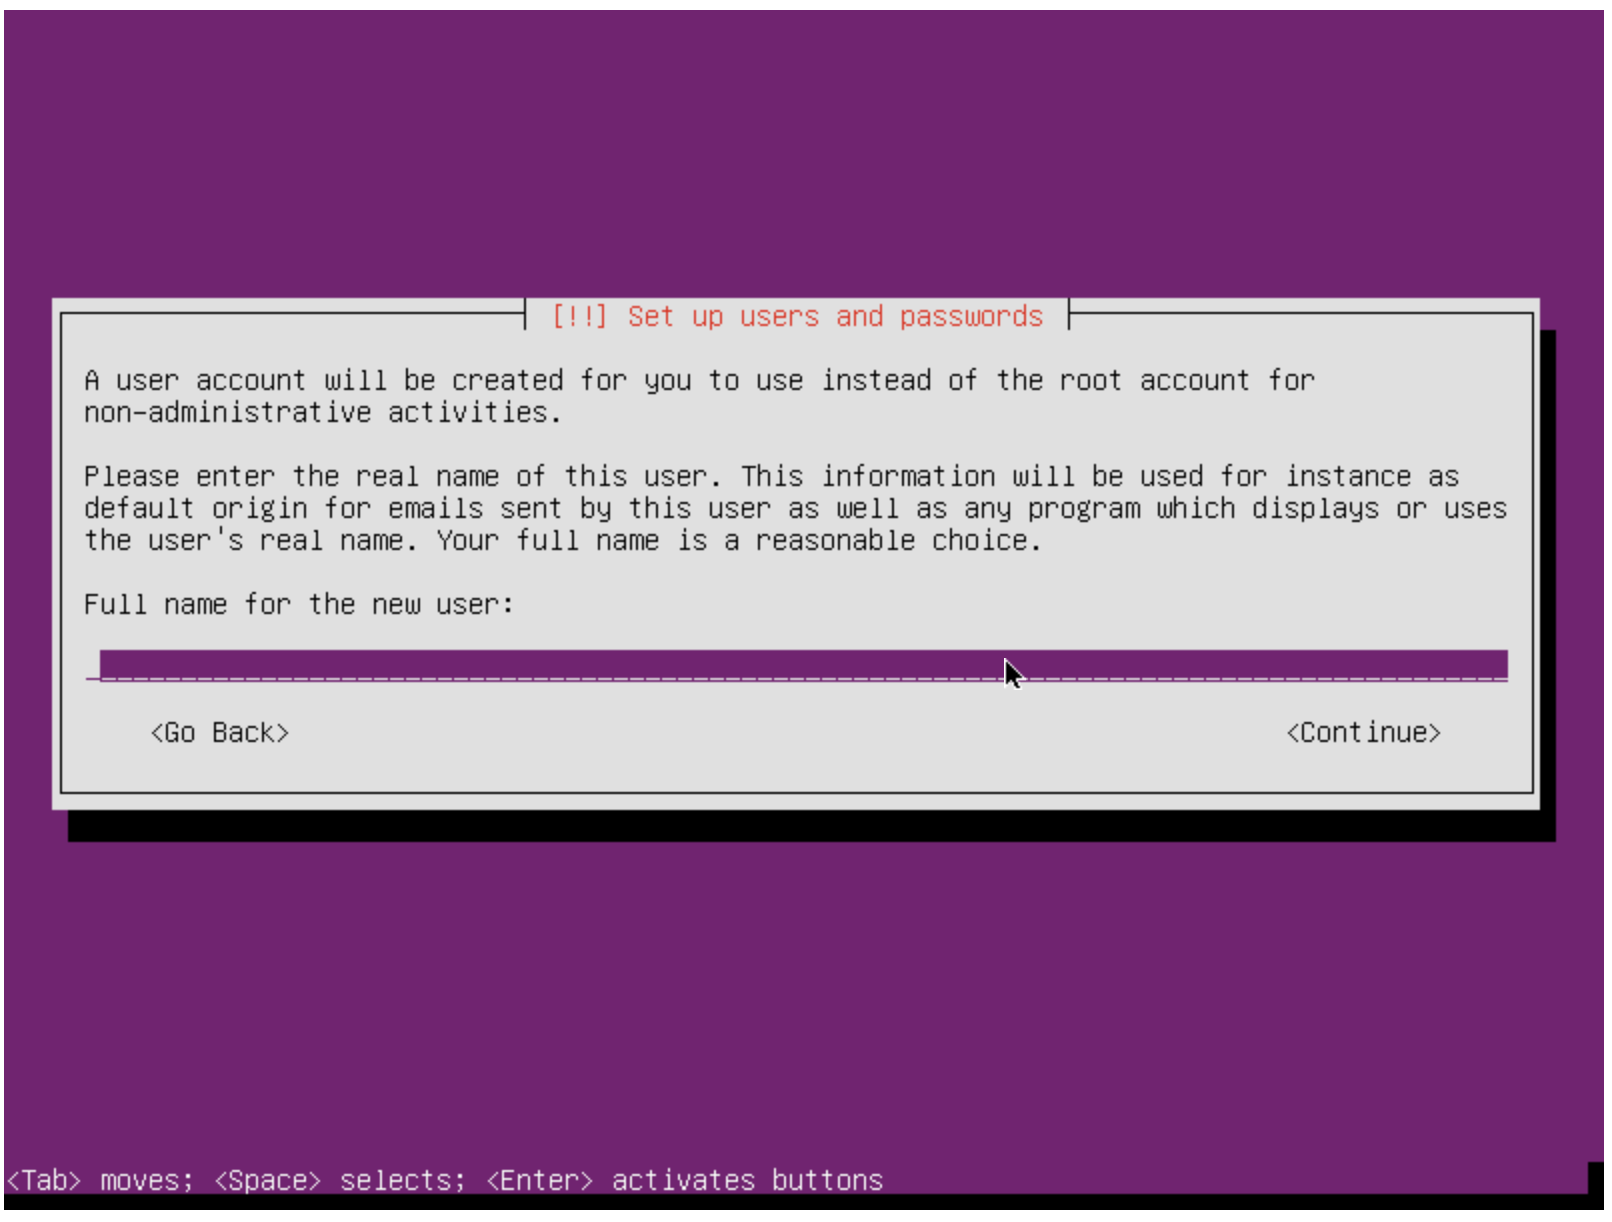 [!!] Set up users and passwords
A user account will be created for you to use instead of the root account for
non-administrative activities.
Please enter the real name of this user. This information will be used for instance as
default origin for emails sent by this user as well as any program which displays or uses
the user's real name. Your full name is a reasonable choice.
Full name for the new user:
<Go Back> <Continue>
<Tab> moves; <Space> selects; <Enter> activates buttons